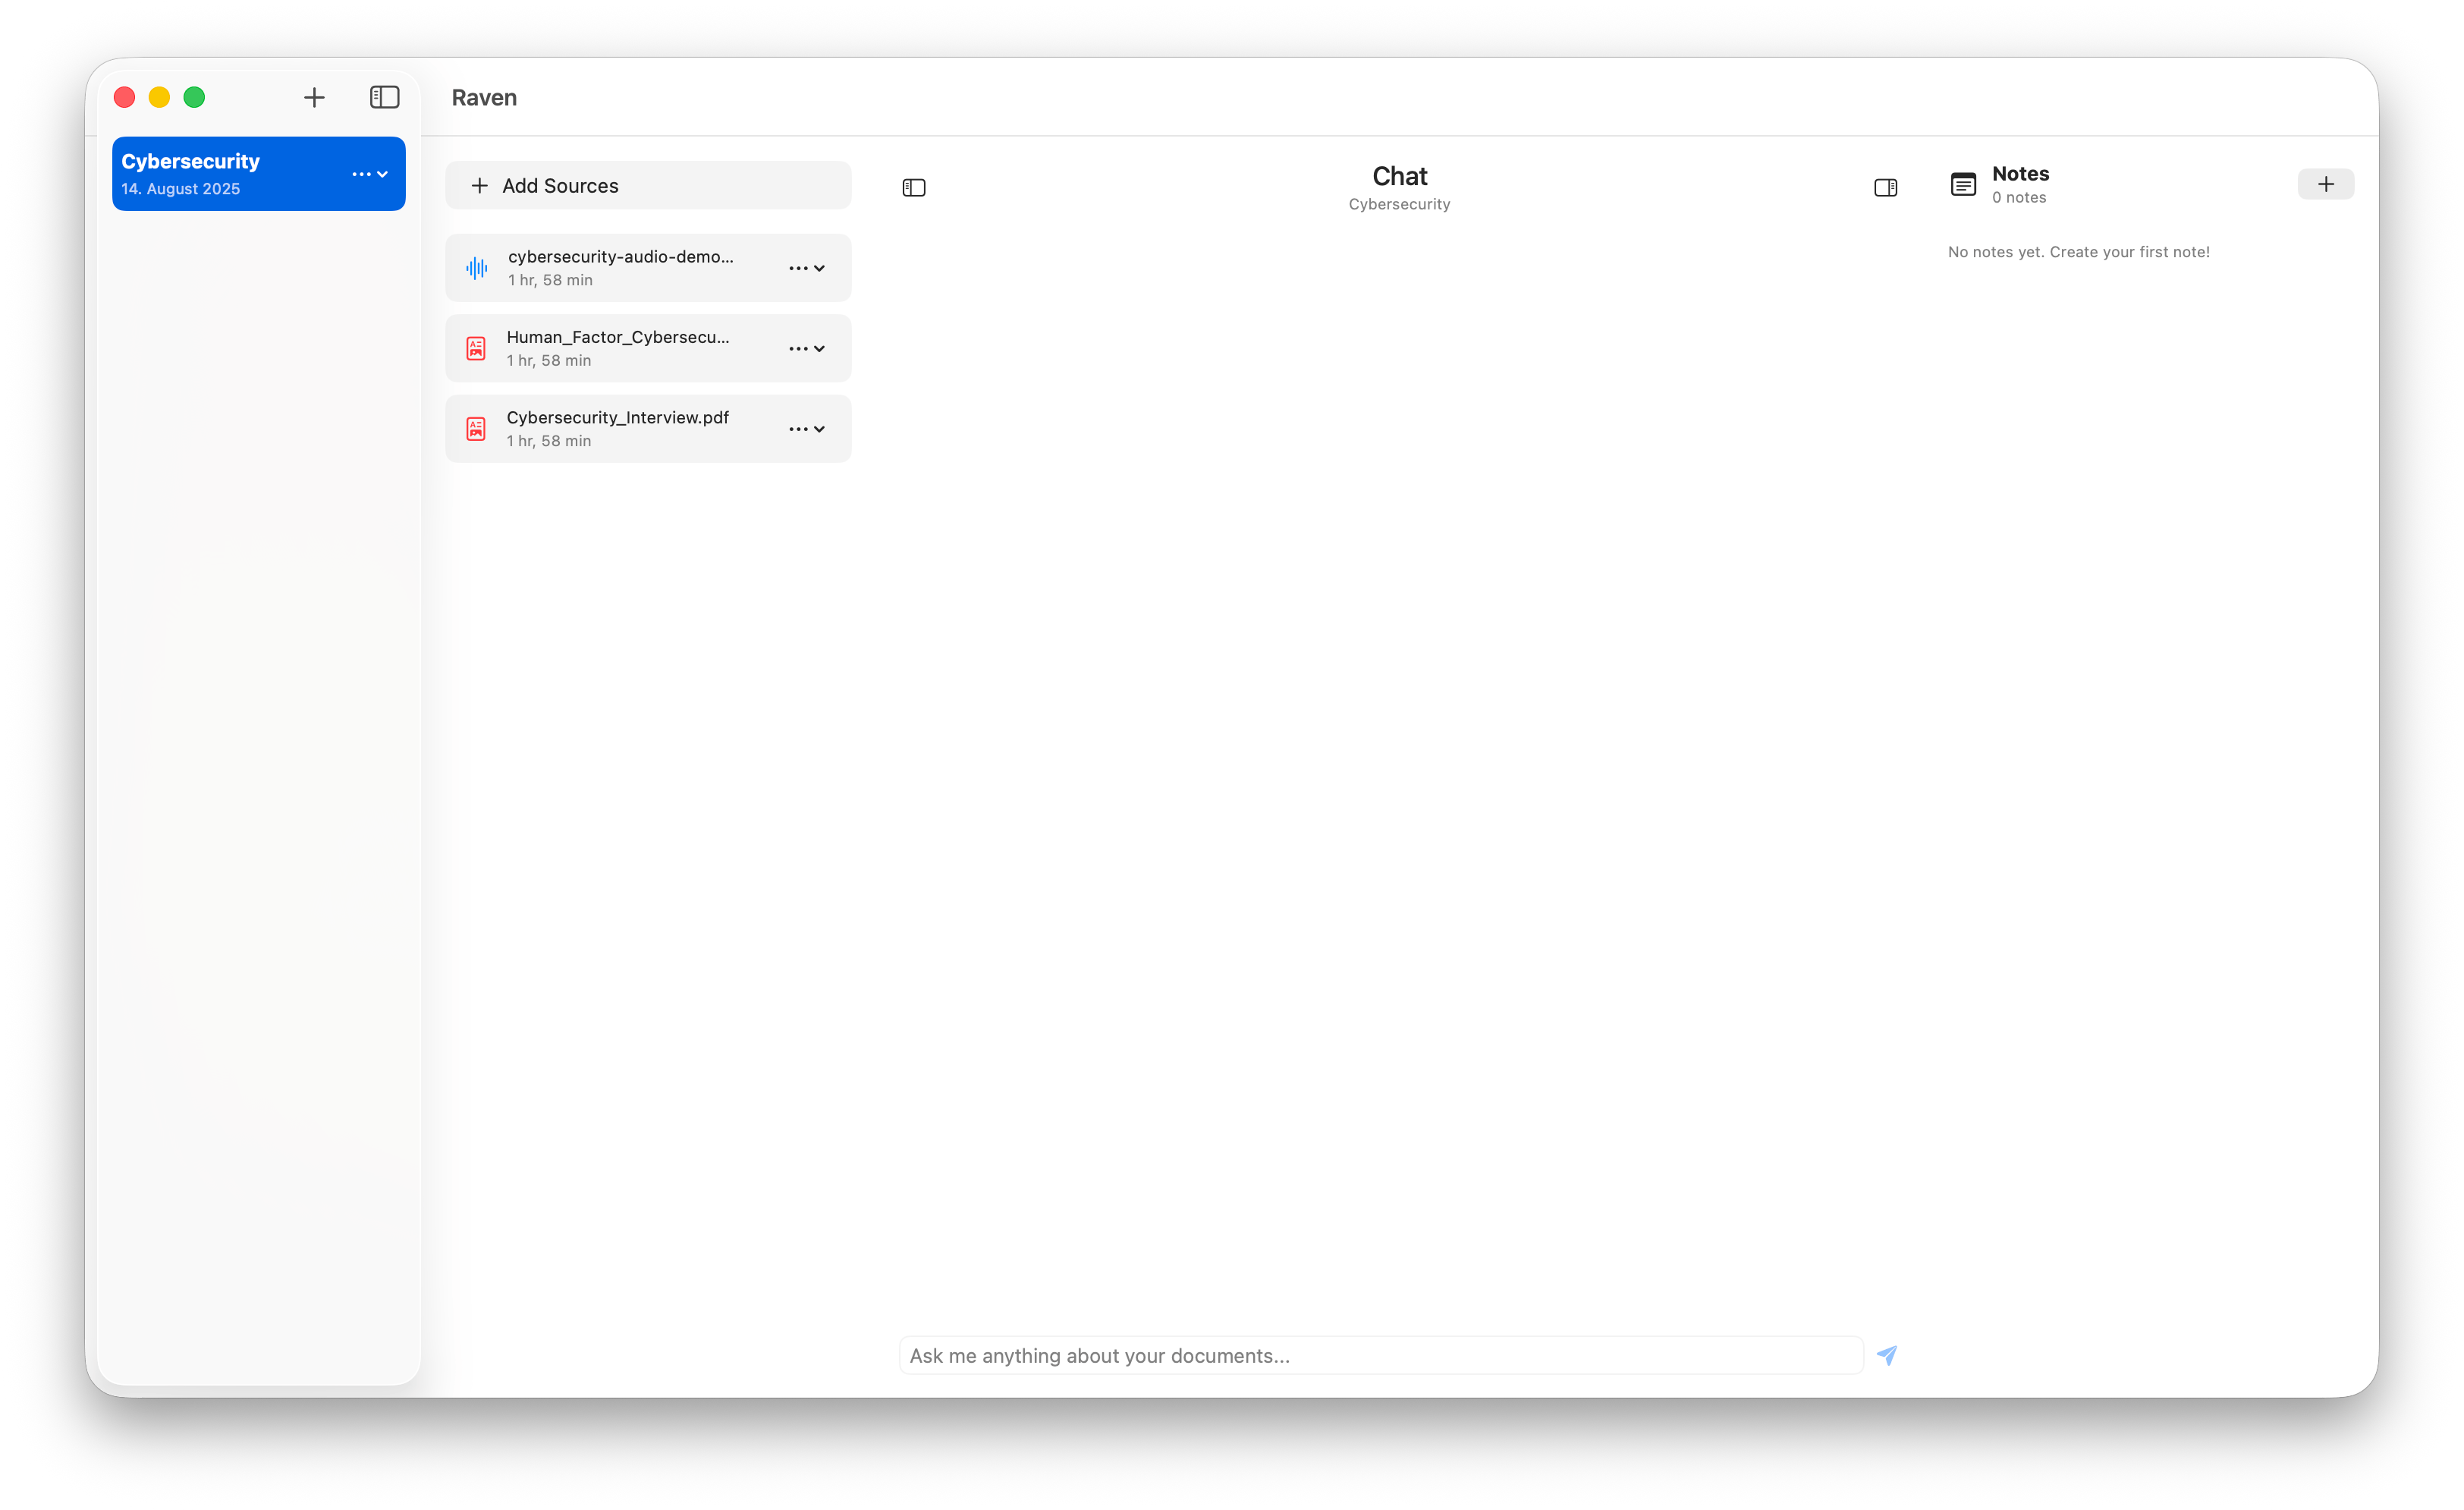 Raven
Cybersecurity
14. August 2025
Add Sources
cybersecurity-audio-demo...
1 hr, 58 min
Human_Factor_Cybersecu...
1 hr, 58 min
Cybersecurity_Interview.pdf
1 hr, 58 min
Chat
Cybersecurity
Ask me anything about your documents...
Notes
0 notes
No notes yet. Create your first note!